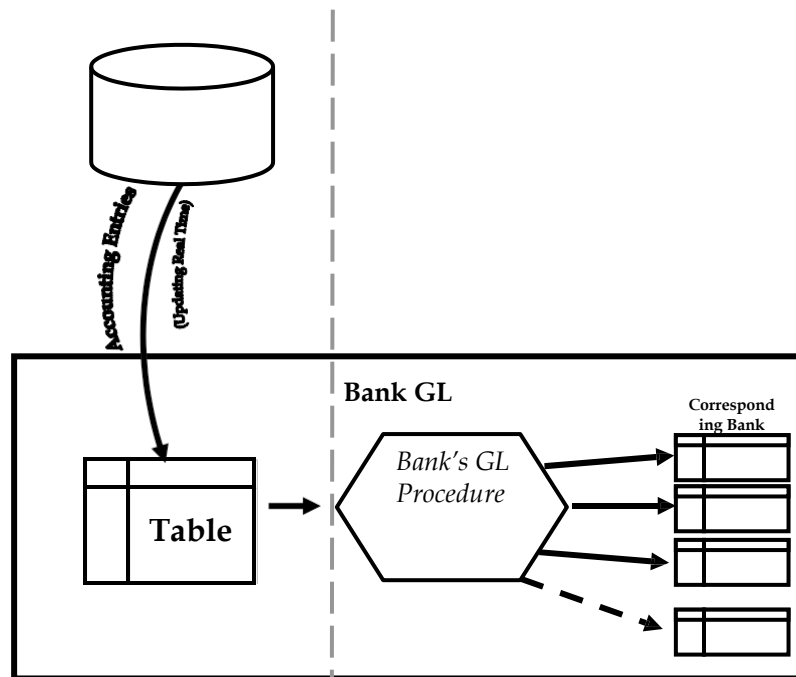 Accounting Entries
(Updating Real Time)
Bank GL
Correspond
ing Bank
Bank’s GL
Procedure
Table